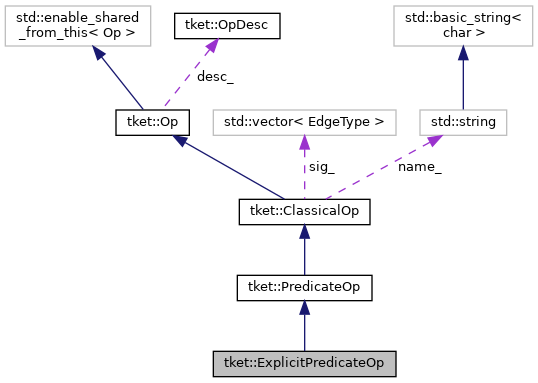 std::enable_shared
_from_this< Op >
tket::OpDesc
std::basic_string<
char >
desc_
tket::Op
std::vector< EdgeType >
std::string
sig_
name_
tket::ClassicalOp
tket::PredicateOp
tket::ExplicitPredicateOp